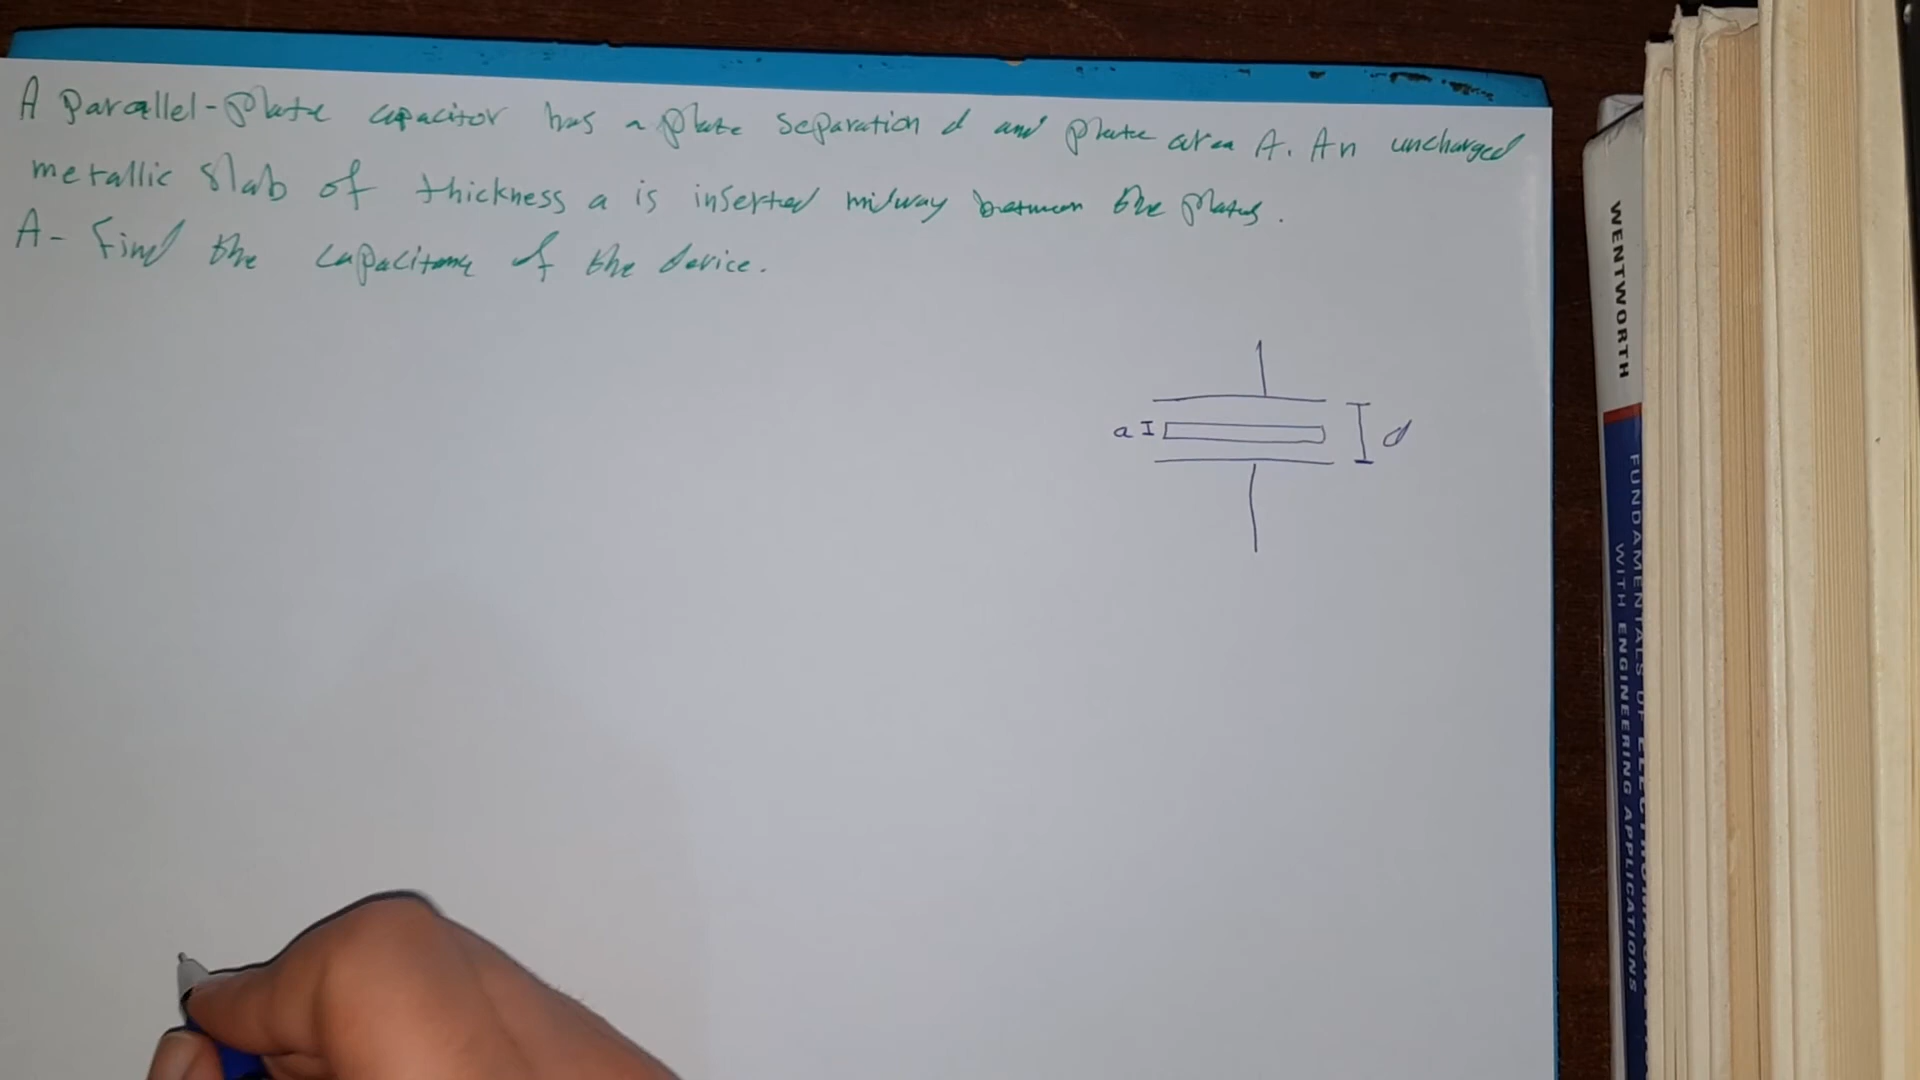 A parallel-plate capacitor has a plate separation d and plate area A. An uncharged
metallic slab of thickness a is inserted midway between the plates.
A- Find the capacitance of the device.
a
d
WENTWORTH
FUNDAMENTALS OF
WITH ENGINEERING APPLICATIONS